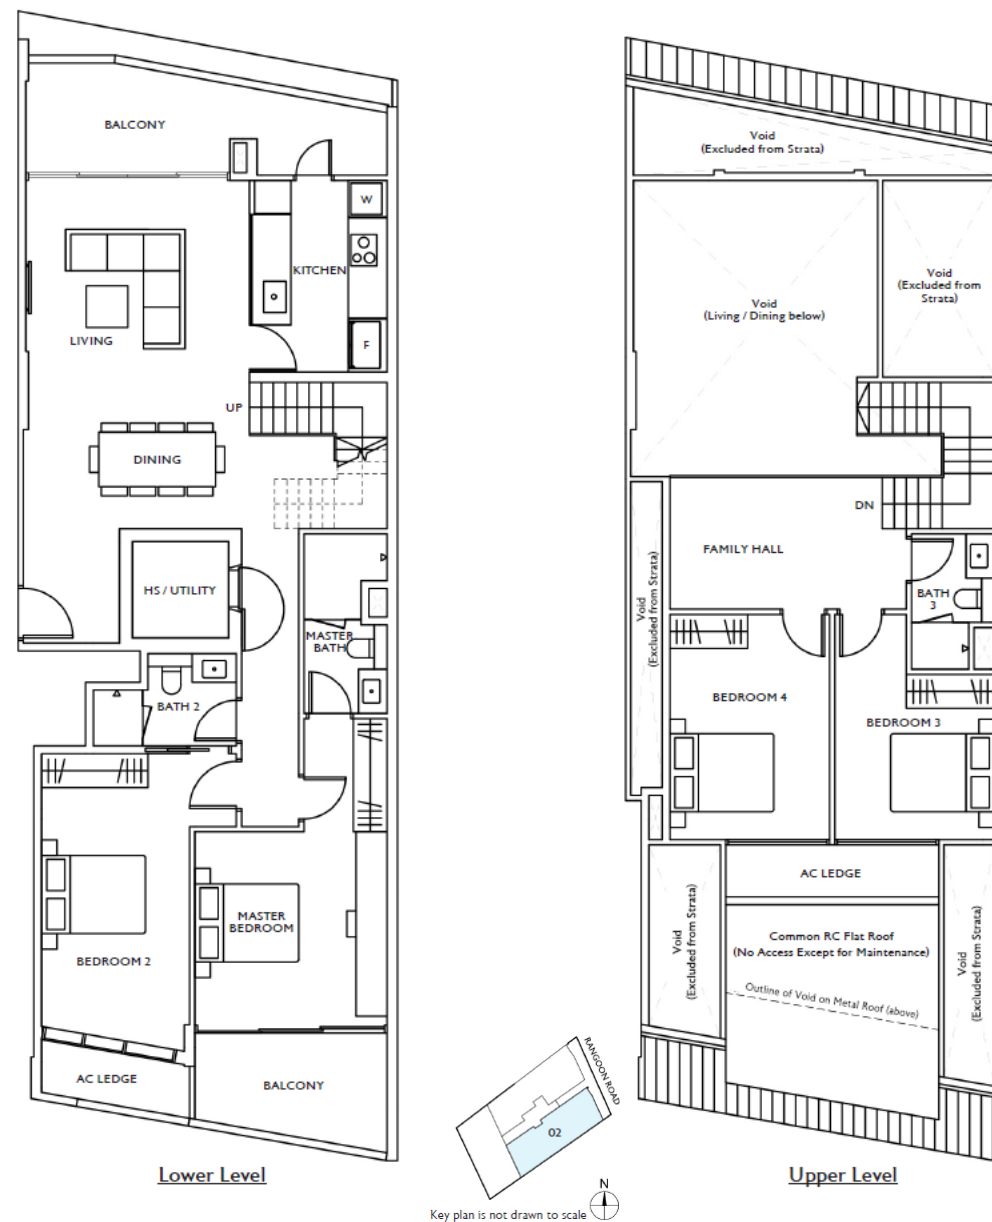 BALCONY
W
KITCHEN
LIVING
F
UP
DINING
HS / UTILITY
MASTER
BATH
BATH 2
MASTER
BEDROOM
BEDROOM 2
AC LEDGE
BALCONY
Lower Level
Void
(Excluded from Strata)
Void
(Living / Dining below)
Void
(Excluded from
Strata)
DN
FAMILY HALL
Void
(Excluded from Strata)
BATH
3
BEDROOM 4
BEDROOM 3
AC LEDGE
Void
(Excluded from Strata)
Common RC Flat Roof
(No Access Except for Maintenance)
Outline of Void on Metal Roof (above)
Void
(Excluded from Strata)
Upper Level
RANGOON ROAD
02
N
Key plan is not drawn to scale